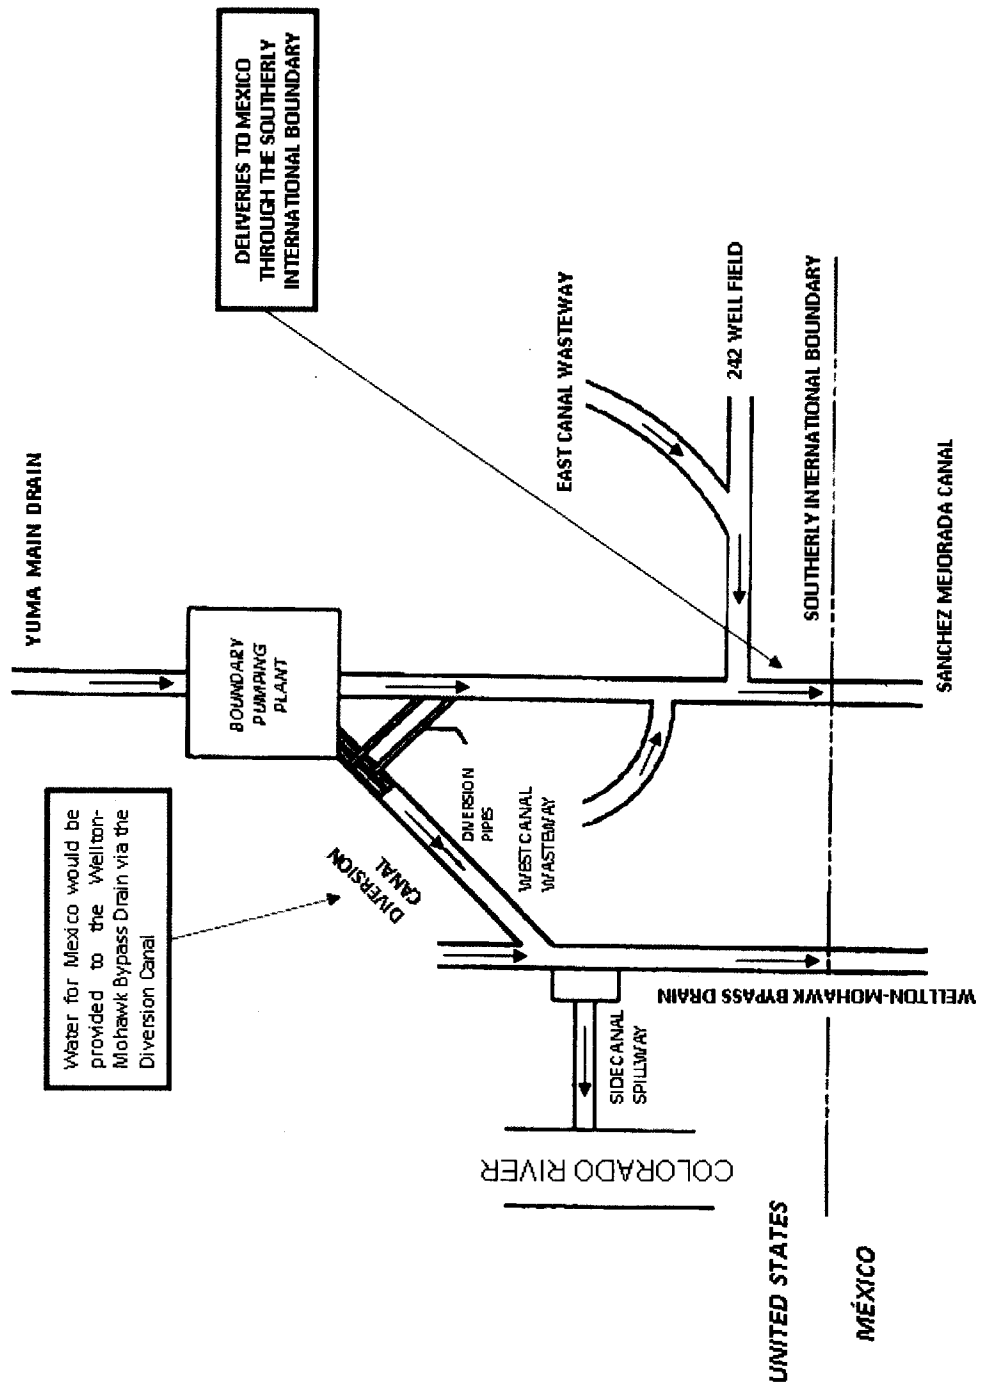 DELIVERIES TO MEXICO
THROUGH THE SOUTHERLY
INTERNATIONAL BOUNDARY
YUMA MAIN DRAIN
BOUNDARY
PUMPING
PLANT
Water for Mexico would be
provided to the Wellton-
Mohawk Bypass Drain via the
Diversion Canal
EAST CANAL WASTEWAY
242 WELL FIELD
SOUTHERLY INTERNATIONAL BOUNDARY
SANCHEZ MEJORADA CANAL
DIVERSION
PIPES
DIVERSION
CANAL
WEST CANAL
WASTEWAY
WELLTON-MOHAWK BYPASS DRAIN
SIDE CANAL
SPILLWAY
COLORADO RIVER
UNITED STATES
MÉXICO